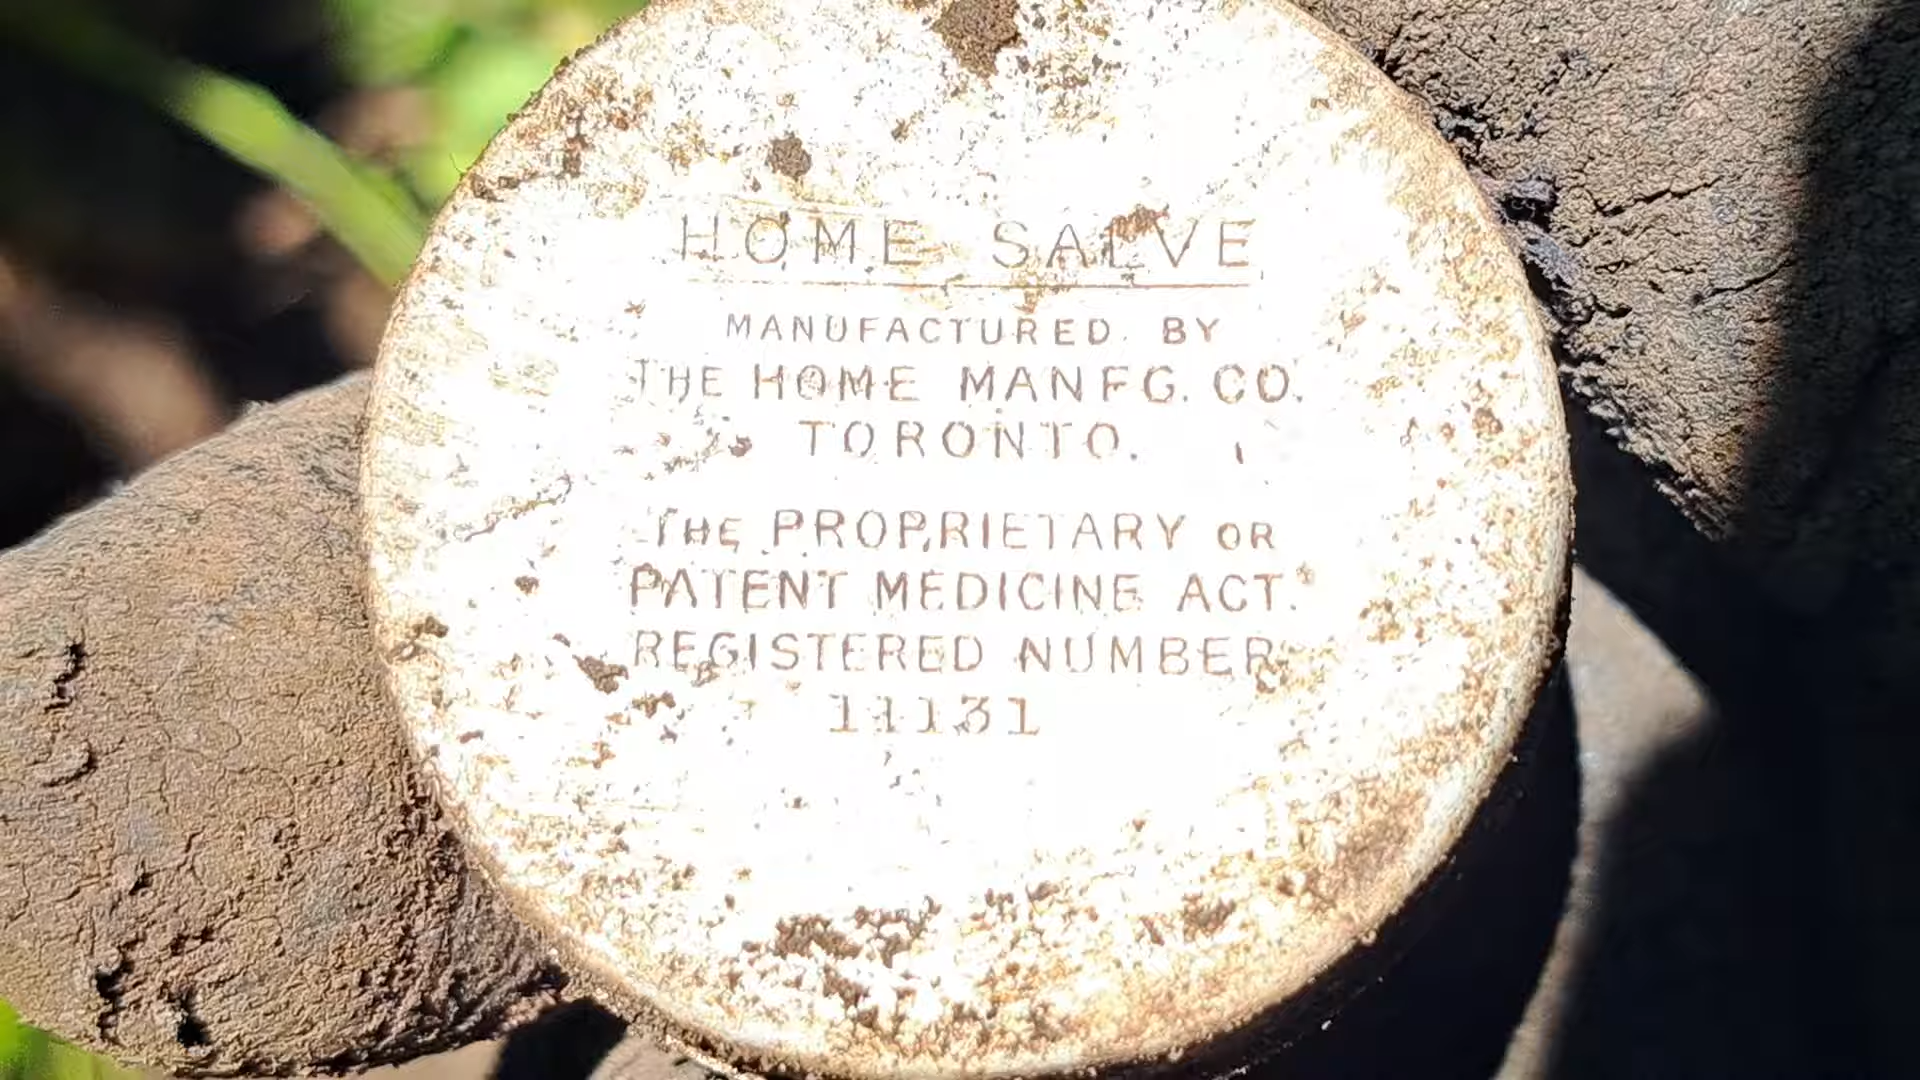 HOME SALVE
MANUFACTURED BY
THE HOME MANFG. CO.
TORONTO.
THE PROPRIETARY OR
PATENT MEDICINE ACT.
REGISTERED NUMBER
11131